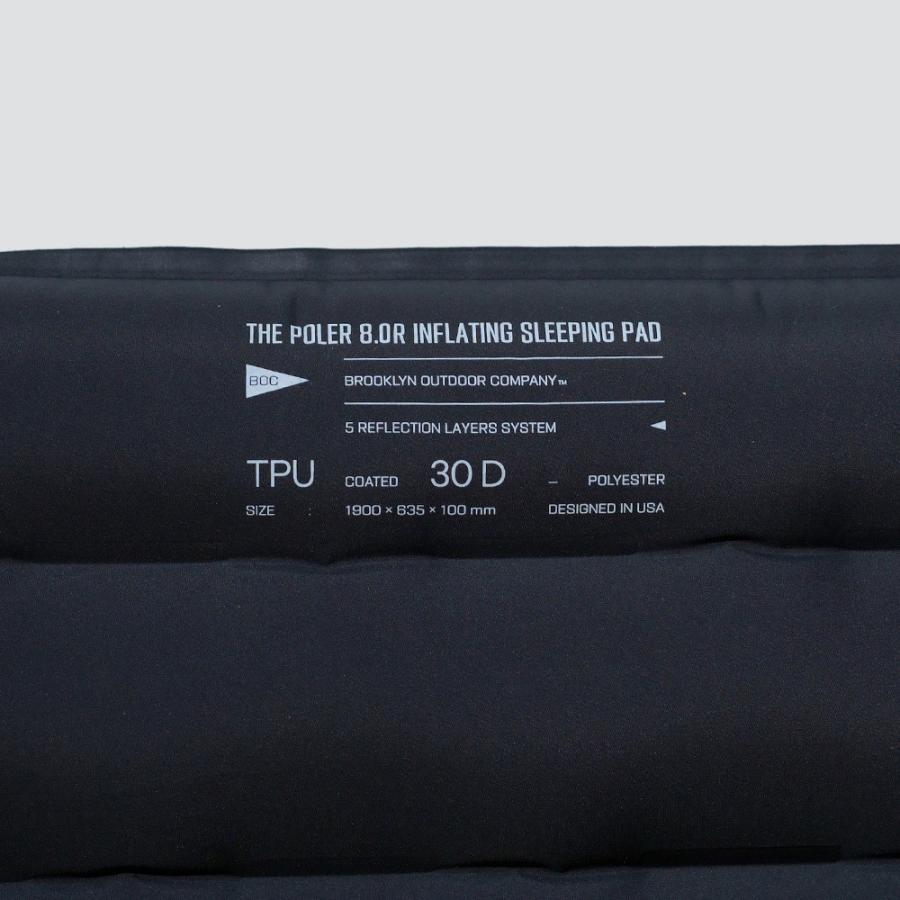 THE POLER 8.0R INFLATING SLEEPING PAD
BOC BROOKLYN OUTDOOR COMPANY™
5 REFLECTION LAYERS SYSTEM
TPU COATED 30 D – POLYESTER
SIZE : 1900 × 635 × 100 mm DESIGNED IN USA